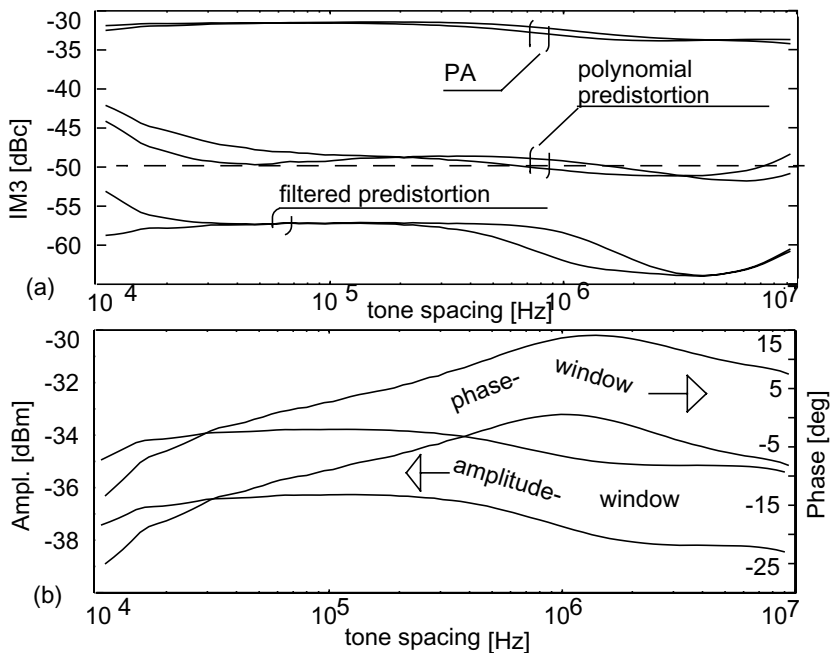 -30
-35
-40
-45
-50
-55
-60
IM3 [dBc]
PA
polynomial
predistortion
filtered predistortion
(a)
10^4
10^5
10^6
10^7
tone spacing [Hz]
-30
-32
-34
-36
-38
Ampl. [dBm]
phase- window
amplitude- window
15
5
-5
-15
-25
Phase [deg]
(b)
10^4
10^5
10^6
10^7
tone spacing [Hz]